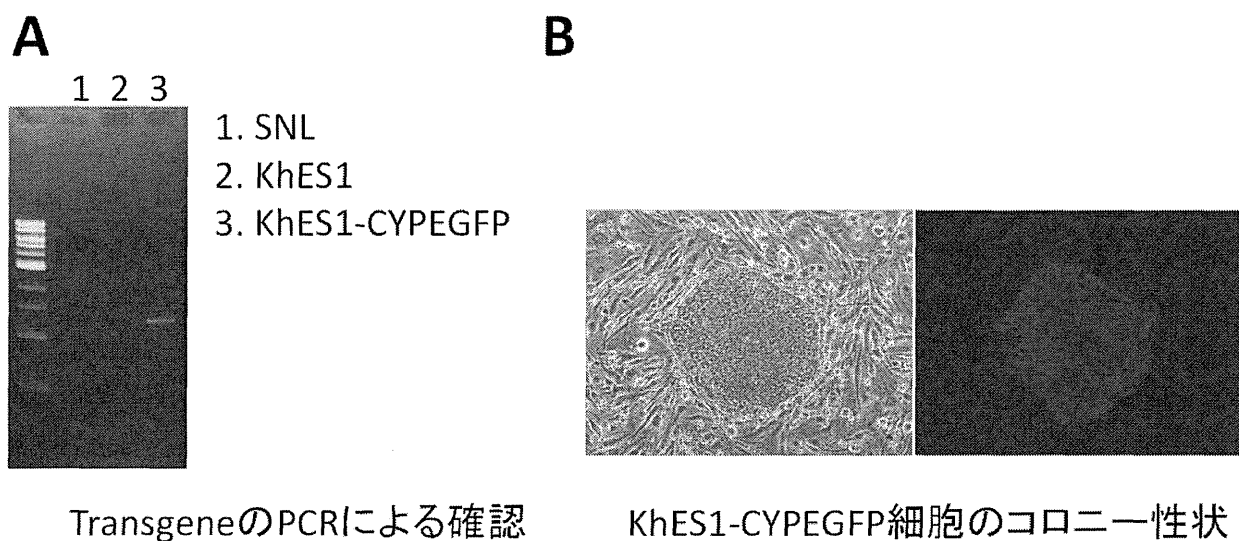 A
B
1 2 3
1. SNL
2. KhES1
3. KhES1-CYPEGFP
TransgeneのPCRによる確認
KhES1-CYPEGFP細胞のコロニー性状